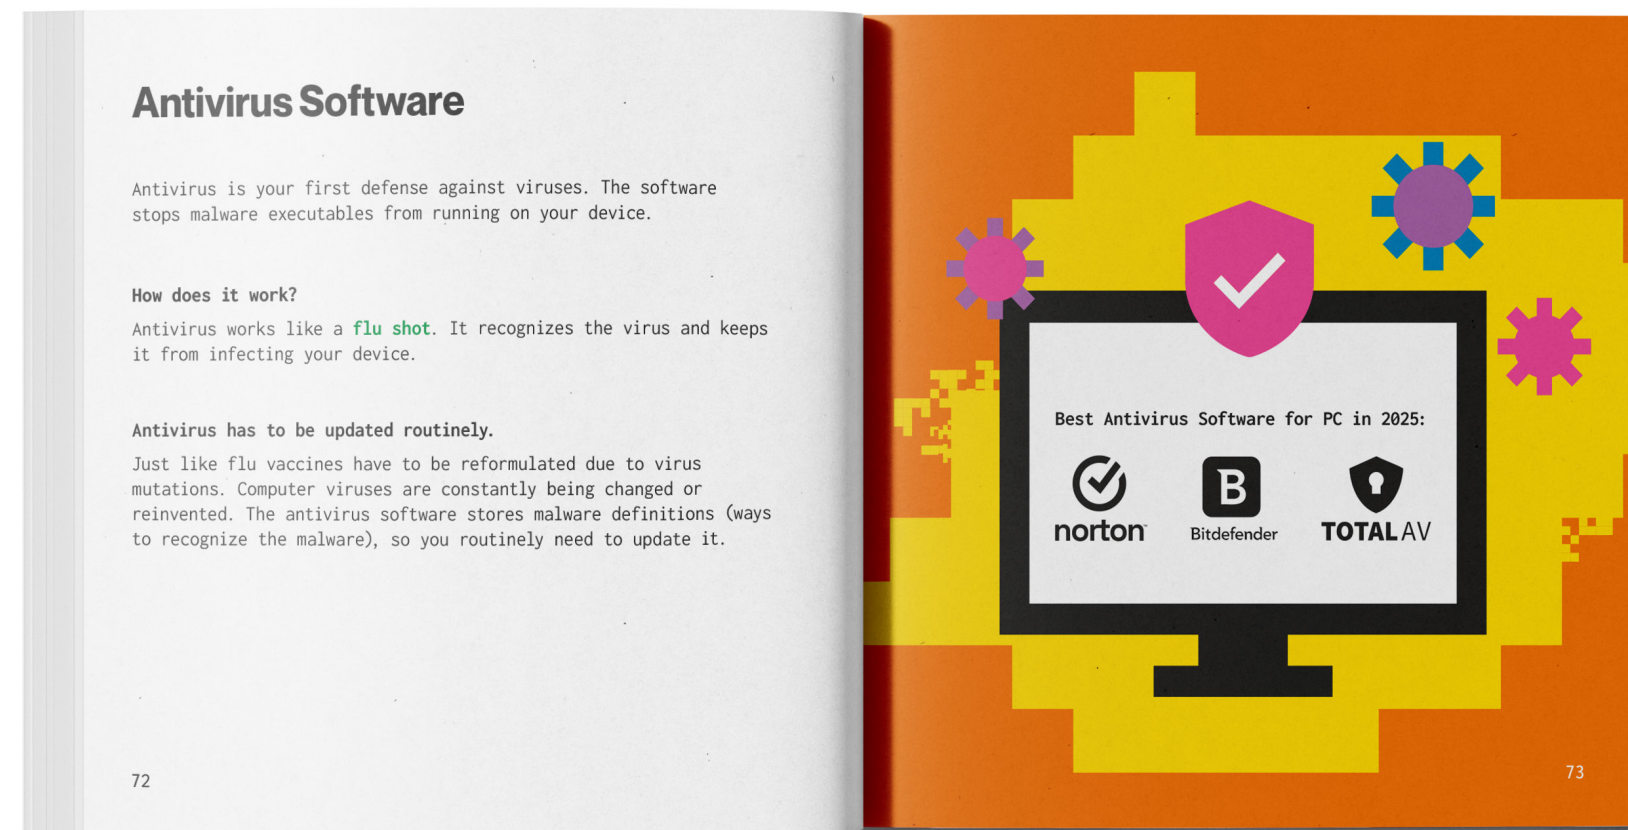 Antivirus Software
Antivirus is your first defense against viruses. The software
stops malware executables from running on your device.
How does it work?
Antivirus works like a flu shot. It recognizes the virus and keeps
it from infecting your device.
Antivirus has to be updated routinely.
Just like flu vaccines have to be reformulated due to virus
mutations. Computer viruses are constantly being changed or
reinvented. The antivirus software stores malware definitions (ways
to recognize the malware), so you routinely need to update it.
72
Best Antivirus Software for PC in 2025:
norton
B
Bitdefender
TOTAL AV
73